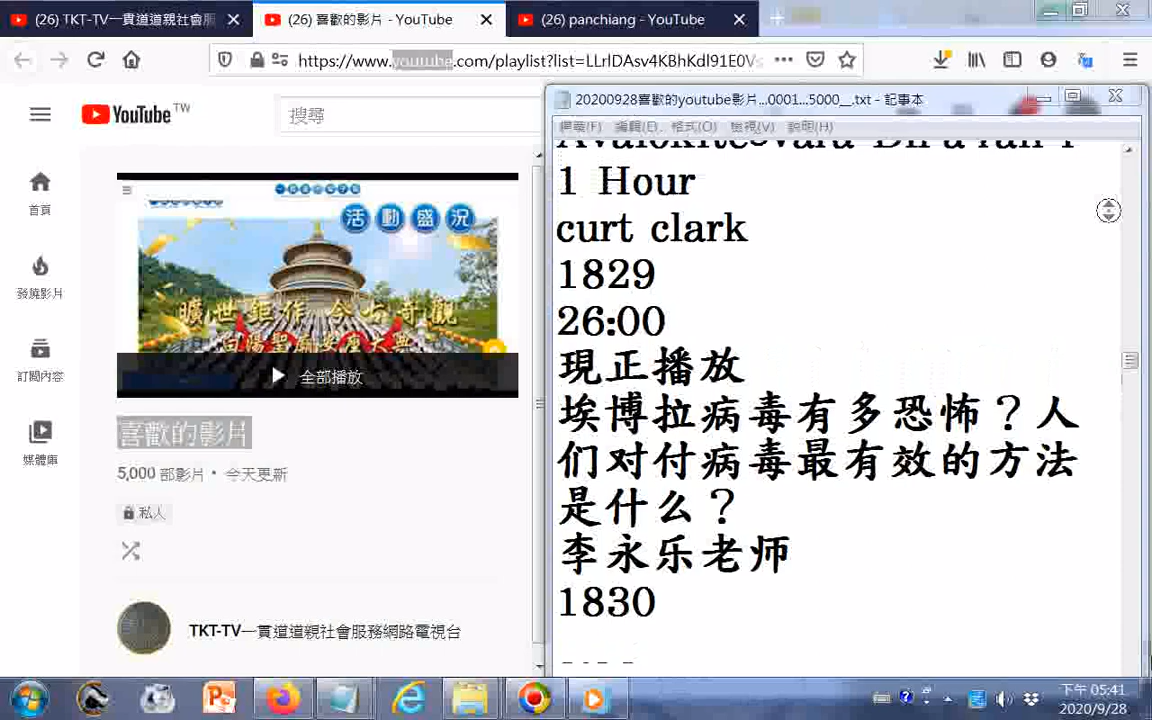 (26) TKT-TV一貫道道親社會服
(26) 喜歡的影片 - YouTube
(26) panchiang - YouTube
https://www.youtube.com/playlist?list=LLrlDAsv4KBhKdl91E0Vs
YouTube TW
搜尋
首頁
發燒影片
訂閱內容
媒體庫
活動盛況
曠世鉅作 今古奇觀
全部播放
喜歡的影片
5,000 部影片 • 今天更新
私人
TKT-TV一貫道道親社會服務網路電視台
20200928喜歡的youtube影片...0001...5000__.txt - 記事本
檔案(F) 編輯(E) 格式(O) 檢視(V) 說明(H)
1 Hour
curt clark
1829
26:00
現正播放
埃博拉病毒有多恐怖？人
们对付病毒最有效的方法
是什么？
李永乐老师
1830
下午 05:41
2020/9/28